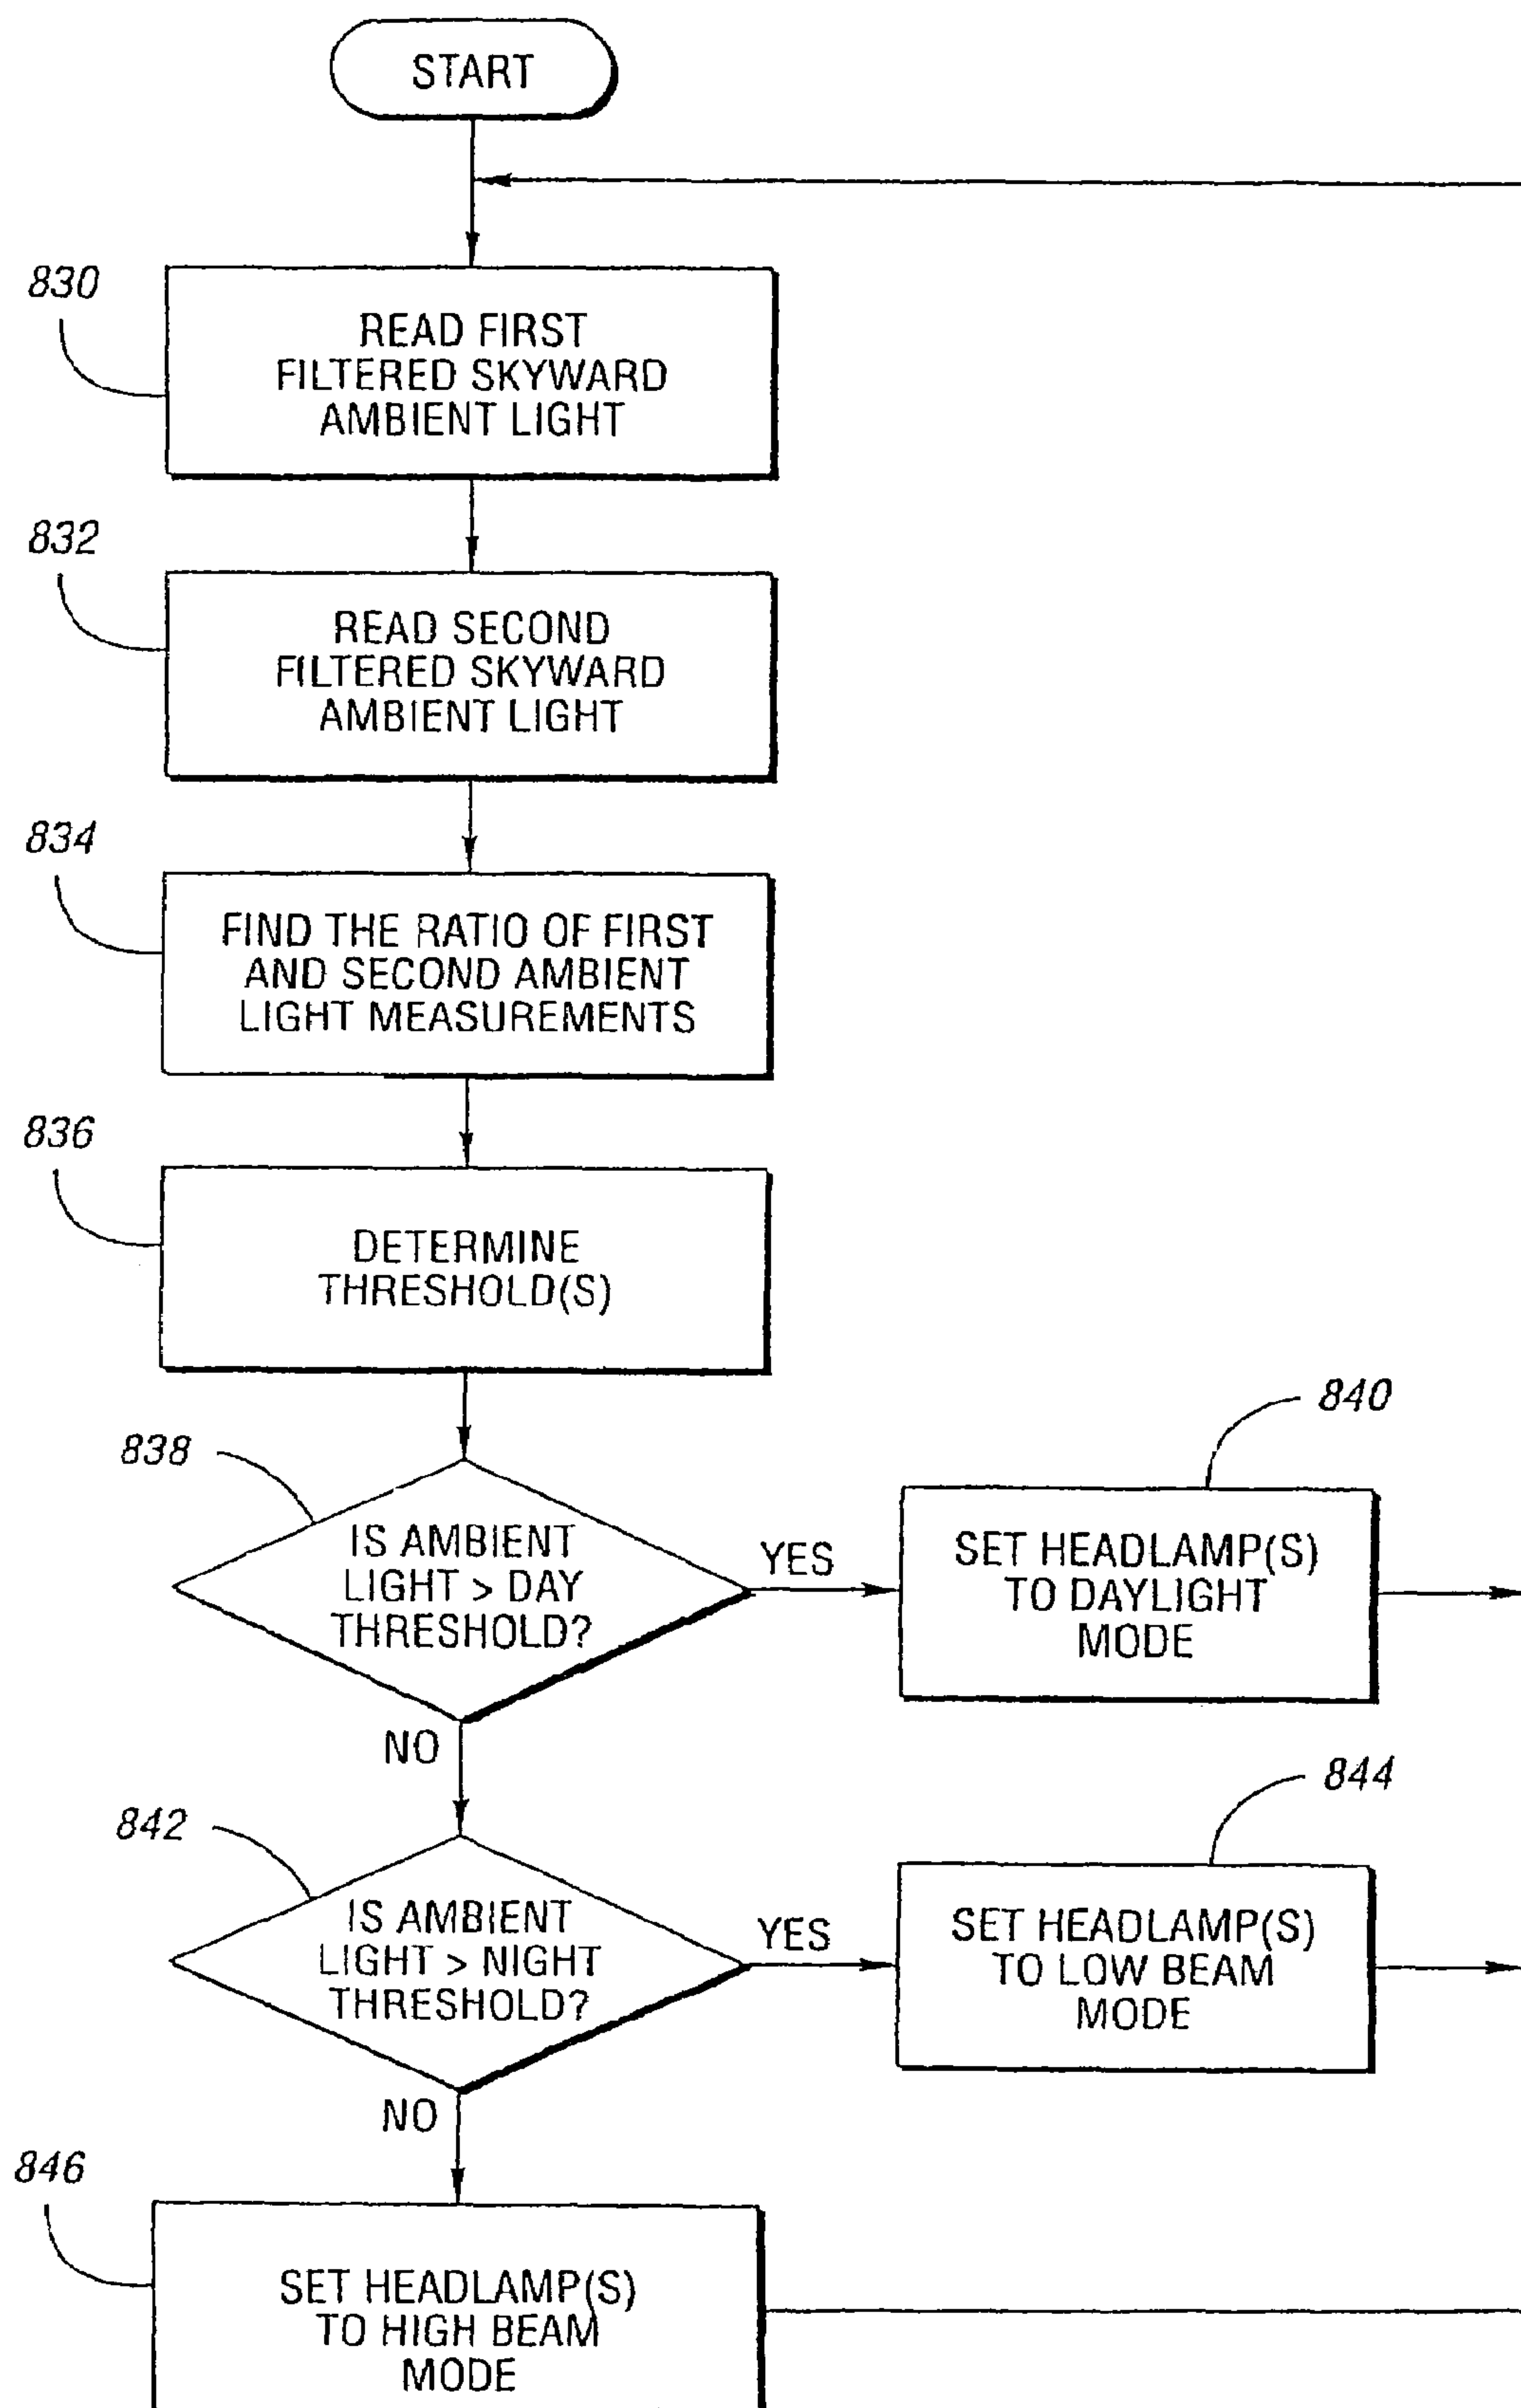 START
830
READ FIRST
FILTERED SKYWARD
AMBIENT LIGHT
832
READ SECOND
FILTERED SKYWARD
AMBIENT LIGHT
834
FIND THE RATIO OF FIRST
AND SECOND AMBIENT
LIGHT MEASUREMENTS
836
DETERMINE
THRESHOLD(S)
838
IS AMBIENT
LIGHT > DAY
THRESHOLD?
YES
840
SET HEADLAMP(S)
TO DAYLIGHT
MODE
NO
842
IS AMBIENT
LIGHT > NIGHT
THRESHOLD?
YES
844
SET HEADLAMP(S)
TO LOW BEAM
MODE
NO
846
SET HEADLAMP(S)
TO HIGH BEAM
MODE